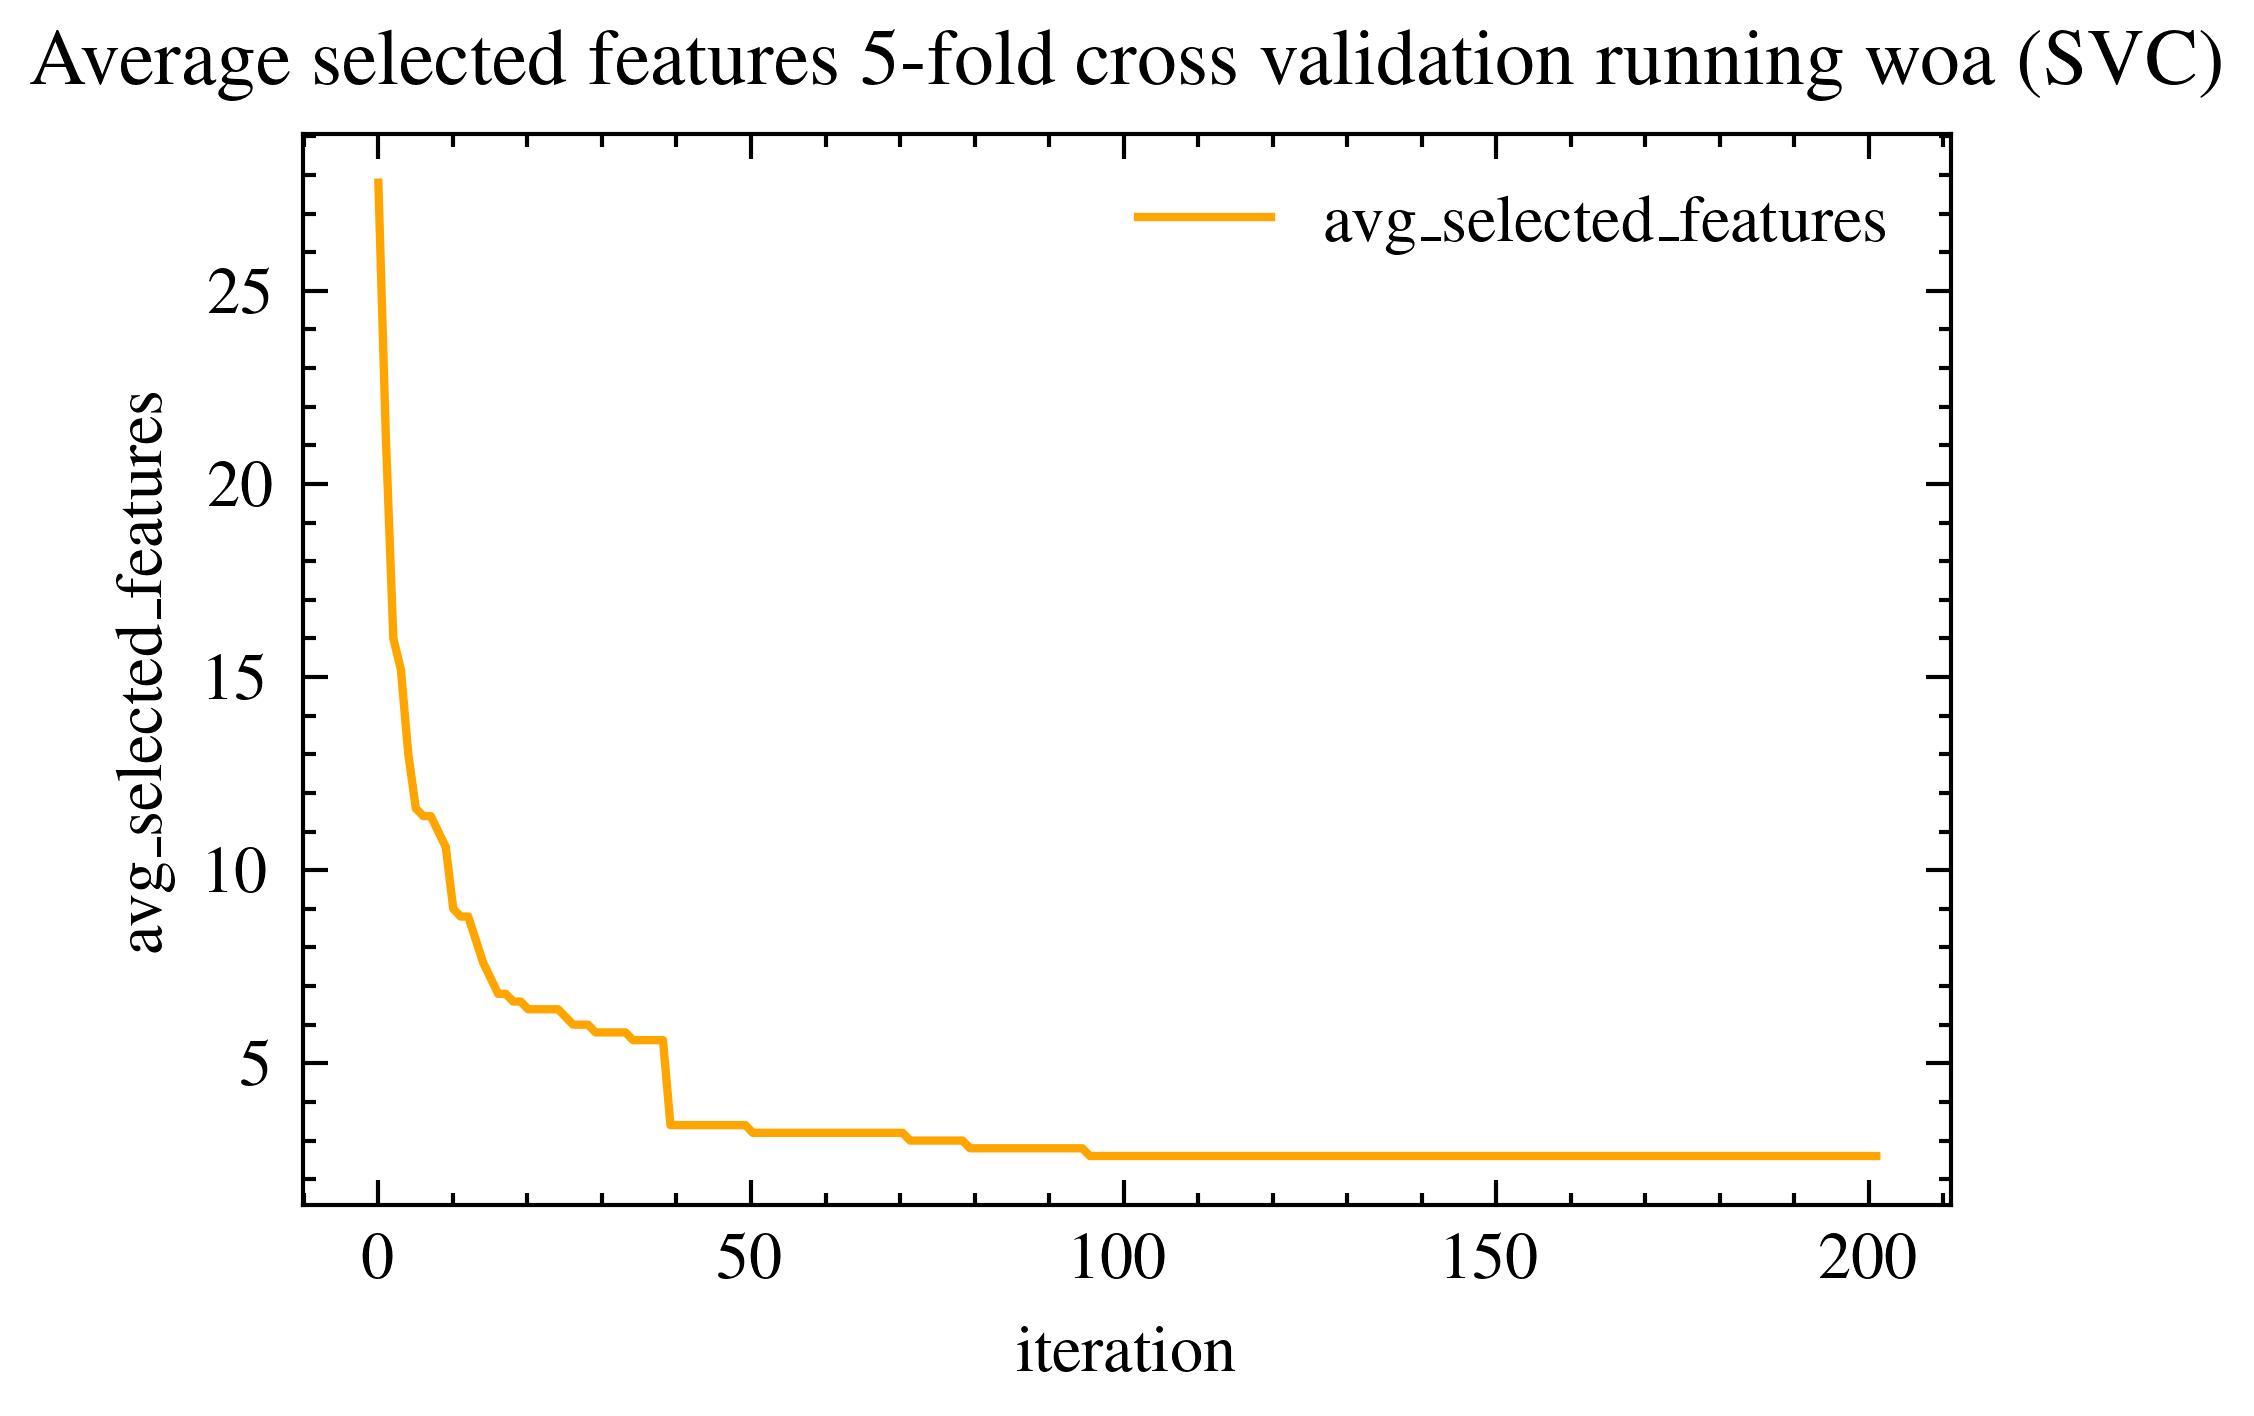 Average selected features 5-fold cross validation running woa (SVC)
avg_selected_features
25
20
15
10
5
avg_selected_features
0 50 100 150 200
iteration